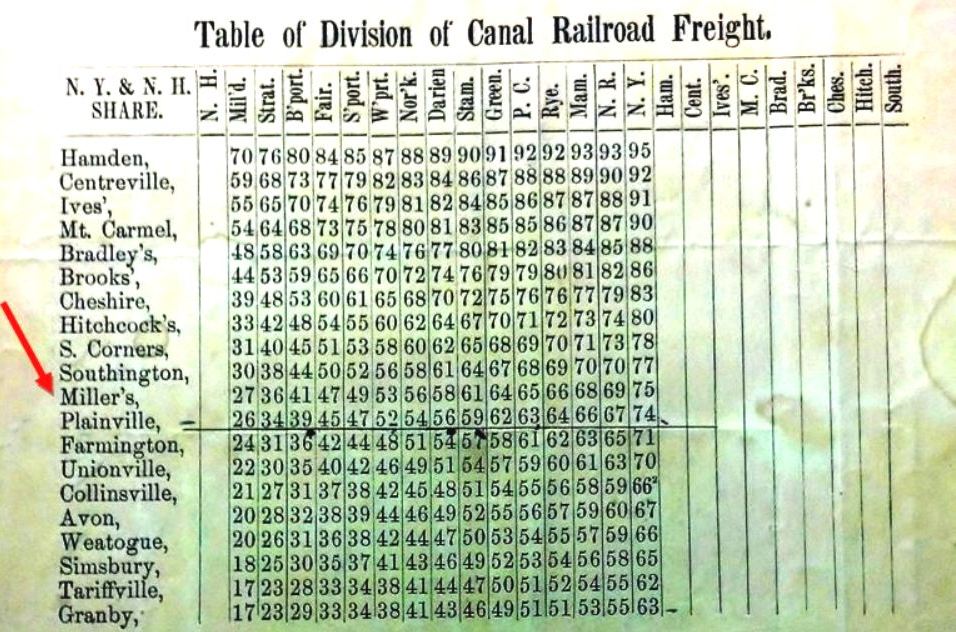 Table of Division of Canal Railroad Freight.
N. Y. & N. H. SHARE. N. H. Mil'd. Strat. B'port. Fair. S'port. W'prt. Nor'k. Darien Stam. Green. P. C. Rye. Mam. N. R. N. Y. Ham. Cent. Ives'. M. C. Brad. Br'ks. Ches. Hitch. South.
Hamden, 70 76 80 84 85 87 88 89 90 91 92 92 93 93 95
Centreville, 59 68 73 77 79 82 83 84 86 87 88 88 89 90 92
Ives', 55 65 70 74 76 79 81 82 84 85 86 87 87 88 91
Mt. Carmel, 54 64 68 73 75 78 80 81 83 85 85 86 87 87 90
Bradley's, 48 58 63 69 70 74 76 77 80 81 82 83 84 85 88
Brooks', 44 53 59 65 66 70 72 74 76 79 79 80 81 82 86
Cheshire, 39 48 53 60 61 65 68 70 72 75 76 76 77 79 83
Hitchcock's, 33 42 48 54 55 60 62 64 67 70 71 72 73 74 80
S. Corners, 31 40 45 51 53 58 60 62 65 68 69 70 71 73 78
Southington, 30 38 44 50 52 56 58 61 64 67 68 69 70 70 77
Miller's, 27 36 41 47 49 53 56 58 61 64 65 66 68 69 75
Plainville, 26 34 39 45 47 52 54 56 59 62 63 64 66 67 74
Farmington, 24 31 36 42 44 48 51 54 57 58 61 62 63 65 71
Unionville, 22 30 35 40 42 46 49 51 54 57 59 60 61 63 70
Collinsville, 21 27 31 37 38 42 45 48 51 54 55 56 58 59 66²
Avon, 20 28 32 38 39 44 46 49 52 55 56 57 59 60 67
Weatogue, 20 26 31 36 38 42 44 47 50 53 54 55 57 59 66
Simsbury, 18 25 30 35 37 41 43 46 49 52 53 54 56 58 65
Tariffville, 17 23 28 33 34 38 41 44 47 50 51 52 54 55 62
Granby, 17 23 29 33 34 38 41 43 46 49 51 51 53 55 63